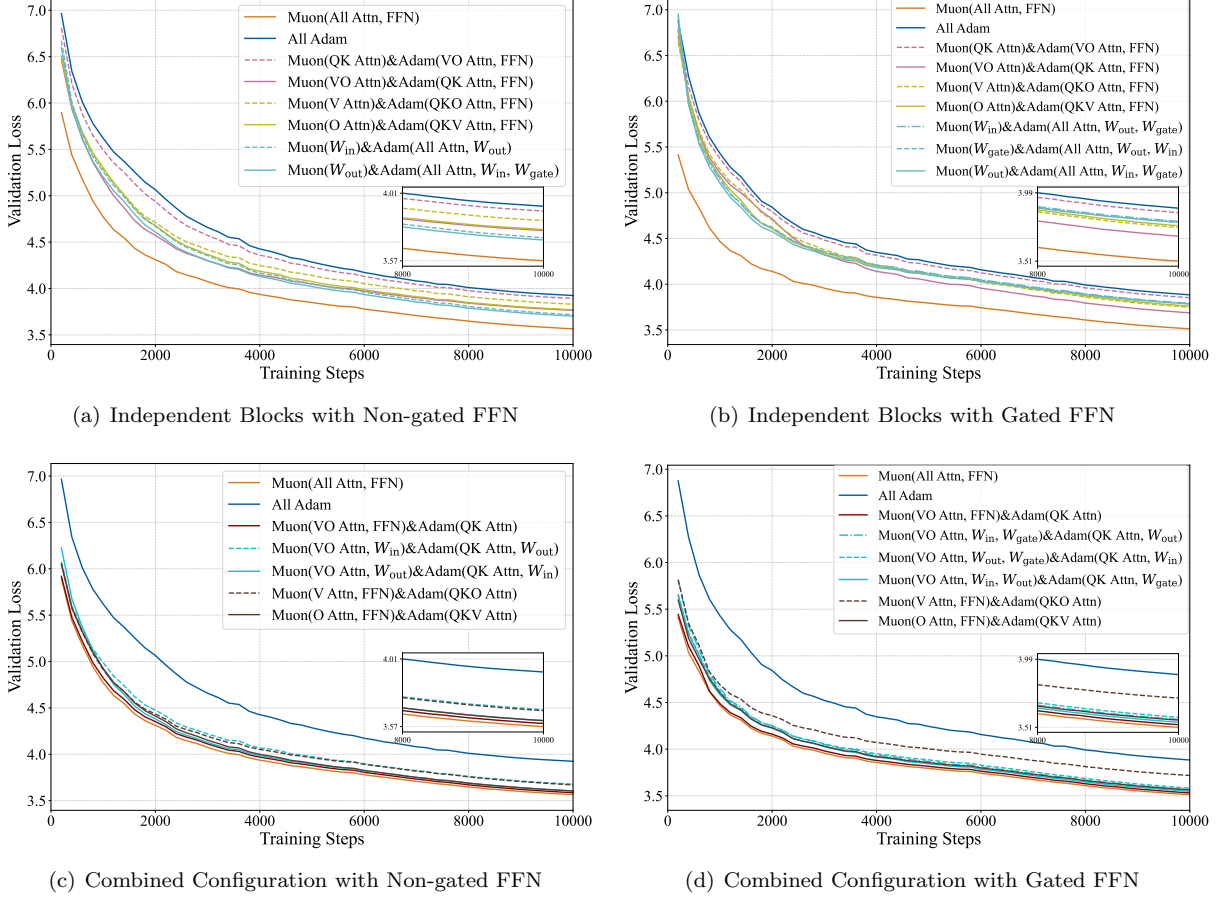 7.0
6.5
6.0
5.5
5.0
4.5
4.0
3.5
Validation Loss
Muon(All Attn, FFN)
All Adam
Muon(QK Attn)&Adam(VO Attn, FFN)
Muon(VO Attn)&Adam(QK Attn, FFN)
Muon(V Attn)&Adam(QKO Attn, FFN)
Muon(O Attn)&Adam(QKV Attn, FFN)
Muon(W_in)&Adam(All Attn, W_out)
Muon(W_out)&Adam(All Attn, W_in, W_gate)
4.01
3.57
8000 10000
0 2000 4000 6000 8000 10000
Training Steps
(a) Independent Blocks with Non-gated FFN
7.0
6.5
6.0
5.5
5.0
4.5
4.0
3.5
Validation Loss
Muon(All Attn, FFN)
All Adam
Muon(QK Attn)&Adam(VO Attn, FFN)
Muon(VO Attn)&Adam(QK Attn, FFN)
Muon(V Attn)&Adam(QKO Attn, FFN)
Muon(O Attn)&Adam(QKV Attn, FFN)
Muon(W_in)&Adam(All Attn, W_out, W_gate)
Muon(W_gate)&Adam(All Attn, W_out, W_in)
Muon(W_out)&Adam(All Attn, W_in, W_gate)
3.99
3.51
8000 10000
0 2000 4000 6000 8000 10000
Training Steps
(b) Independent Blocks with Gated FFN
7.0
6.5
6.0
5.5
5.0
4.5
4.0
3.5
Validation Loss
Muon(All Attn, FFN)
All Adam
Muon(VO Attn, FFN)&Adam(QK Attn)
Muon(VO Attn, W_in)&Adam(QK Attn, W_out)
Muon(VO Attn, W_out)&Adam(QK Attn, W_in)
Muon(V Attn, FFN)&Adam(QKO Attn)
Muon(O Attn, FFN)&Adam(QKV Attn)
4.01
3.57
8000 10000
0 2000 4000 6000 8000 10000
Training Steps
(c) Combined Configuration with Non-gated FFN
7.0
6.5
6.0
5.5
5.0
4.5
4.0
3.5
Validation Loss
Muon(All Attn, FFN)
All Adam
Muon(VO Attn, FFN)&Adam(QK Attn)
Muon(VO Attn, W_in, W_gate)&Adam(QK Attn, W_out)
Muon(VO Attn, W_out, W_gate)&Adam(QK Attn, W_in)
Muon(VO Attn, W_in, W_out)&Adam(QK Attn, W_gate)
Muon(V Attn, FFN)&Adam(QKO Attn)
Muon(O Attn, FFN)&Adam(QKV Attn)
3.99
3.51
8000 10000
0 2000 4000 6000 8000 10000
Training Steps
(d) Combined Configuration with Gated FFN